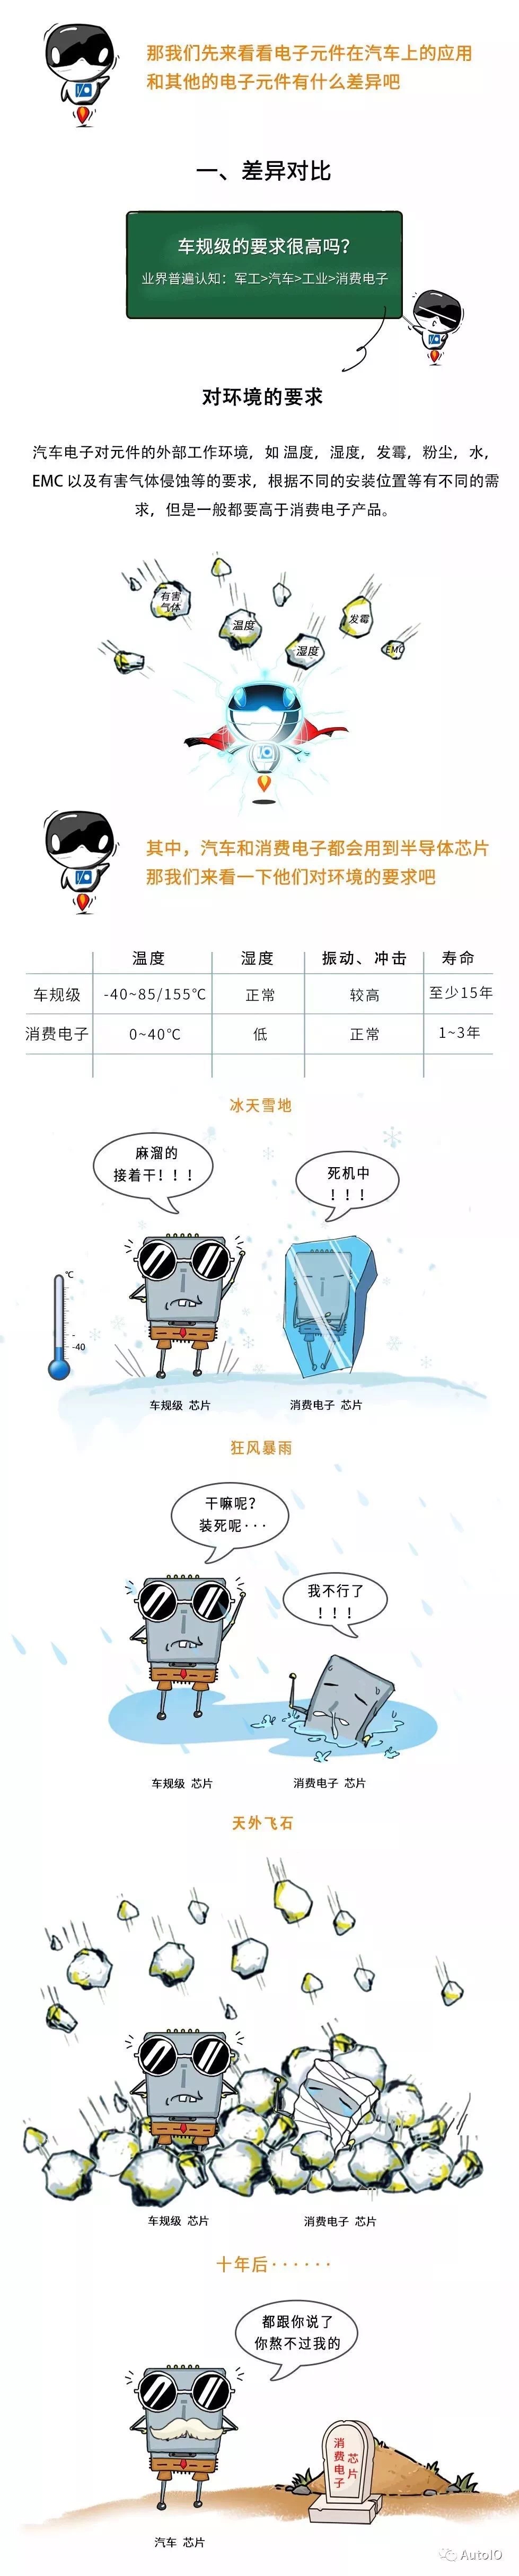 那我们先来看看电子元件在汽车上的应用
和其他的电子元件有什么差异吧
一、差异对比
车规级的要求很高吗？
业界普遍认知：军工>汽车>工业>消费电子
对环境的要求
汽车电子对元件的外部工作环境，如 温度，湿度，发霉，粉尘，水，
EMC 以及有害气体侵蚀等的要求，根据不同的安装位置等有不同的需
求，但是一般都要高于消费电子产品。
有害
气体
温度
湿度
发霉
EMC
其中，汽车和消费电子都会用到半导体芯片
那我们来看一下他们对环境的要求吧
温度 湿度 振动、冲击 寿命
车规级 -40~85/155℃ 正常 较高 至少15年
消费电子 0~40℃ 低 正常 1~3年
冰天雪地
麻溜的
接着干！！！
死机中
！！！
℃
-40
车规级 芯片
消费电子 芯片
狂风暴雨
干嘛呢？
装死呢···
我不行了
！！！
车规级 芯片
消费电子 芯片
天外飞石
车规级 芯片
消费电子 芯片
十年后······
都跟你说了
你熬不过我的
消费电子
芯片
汽车 芯片
AutoIO